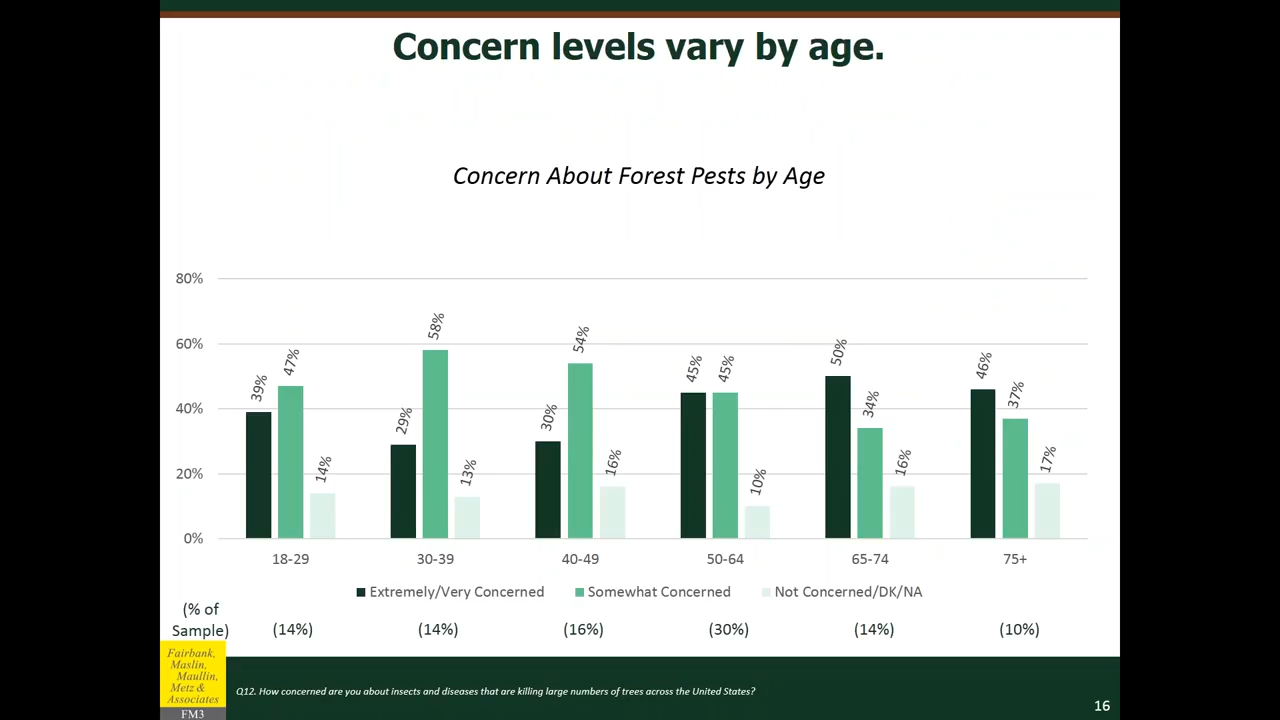 Concern levels vary by age.
Concern About Forest Pests by Age
80%
60%
40%
20%
0%
39%
47%
14%
29%
58%
13%
30%
54%
16%
45%
45%
10%
50%
34%
16%
46%
37%
17%
18-29
30-39
40-49
50-64
65-74
75+
Extremely/Very Concerned
Somewhat Concerned
Not Concerned/DK/NA
(% of
Sample)
(14%)
(14%)
(16%)
(30%)
(14%)
(10%)
Fairbank,
Maslin,
Maullin,
Metz &
Associates
FM3
Q12. How concerned are you about insects and diseases that are killing large numbers of trees across the United States?
16